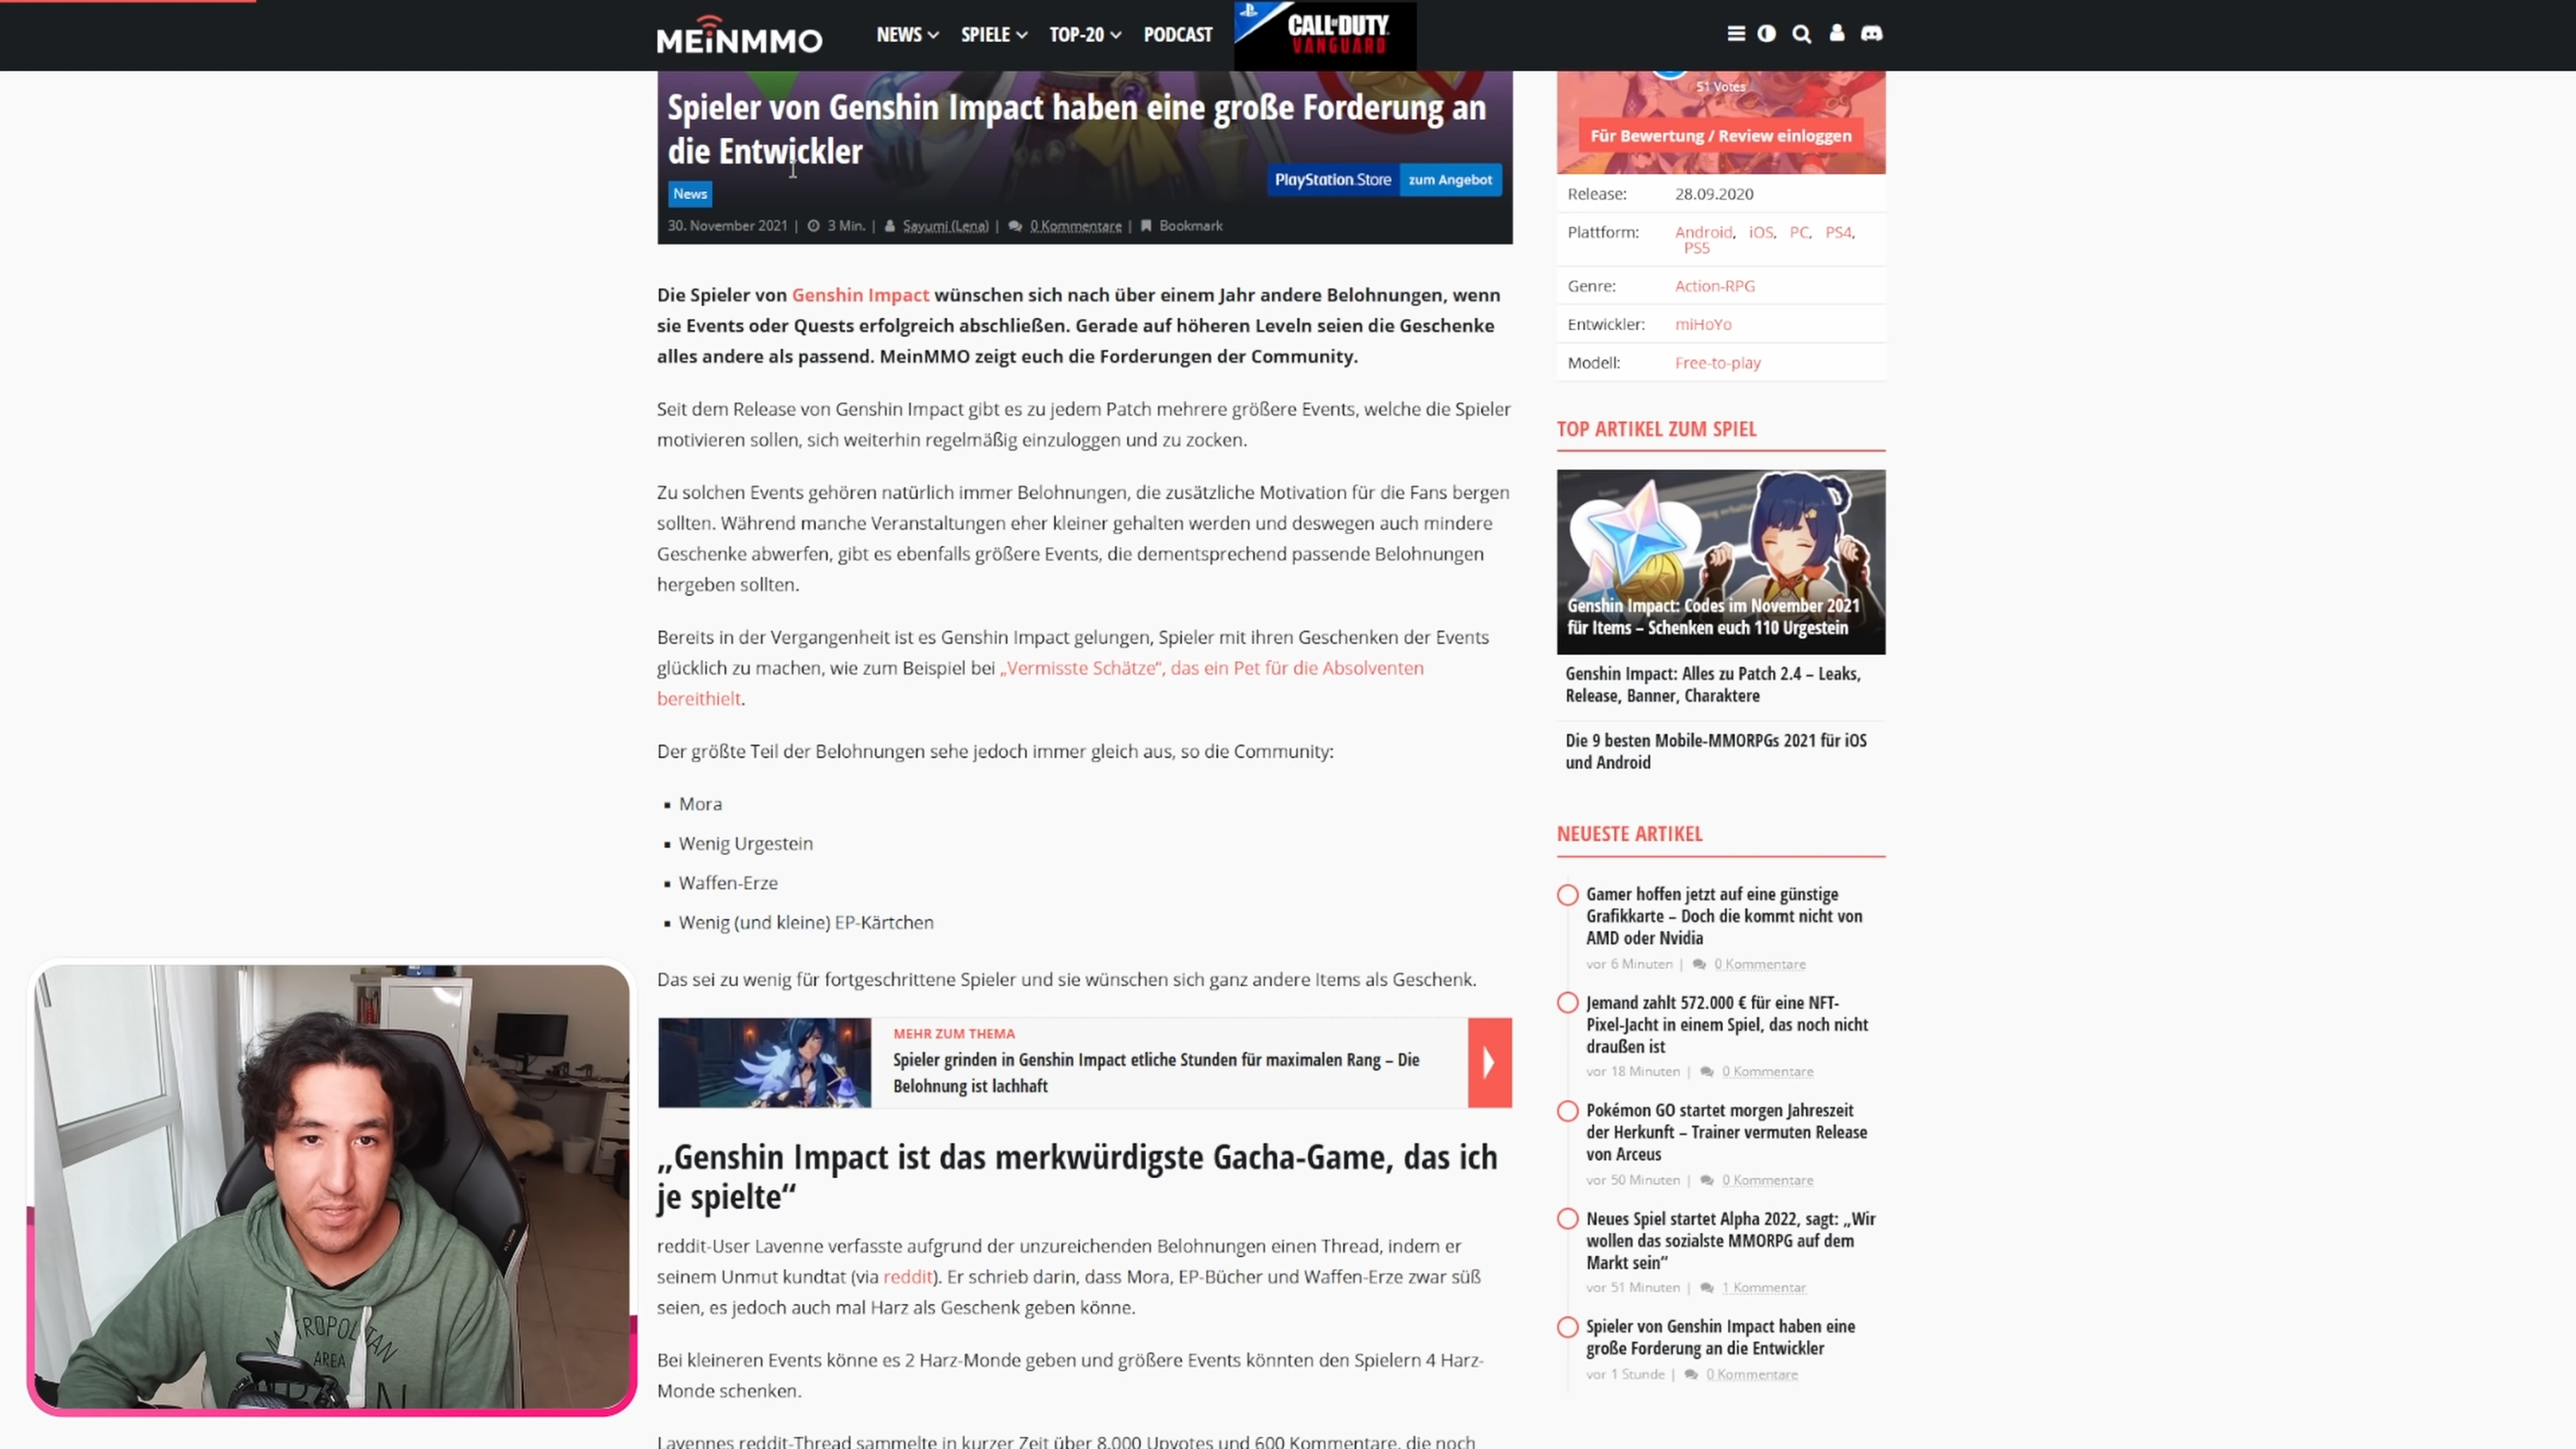 MEiNMMO
NEWS SPIELE TOP-20 PODCAST
CALL OF DUTY
VANGUARD
Spieler von Genshin Impact haben eine große Forderung an
die Entwickler
News
PlayStation Store zum Angebot
30. November 2021 | 3 Min. | Sayumi (Lena) | 0 Kommentare | Bookmark
Die Spieler von Genshin Impact wünschen sich nach über einem Jahr andere Belohnungen, wenn
sie Events oder Quests erfolgreich abschließen. Gerade auf höheren Leveln seien die Geschenke
alles andere als passend. MeinMMO zeigt euch die Forderungen der Community.
Seit dem Release von Genshin Impact gibt es zu jedem Patch mehrere größere Events, welche die Spieler
motivieren sollen, sich weiterhin regelmäßig einzuloggen und zu zocken.
Zu solchen Events gehören natürlich immer Belohnungen, die zusätzliche Motivation für die Fans bergen
sollten. Während manche Veranstaltungen eher kleiner gehalten werden und deswegen auch mindere
Geschenke abwerfen, gibt es ebenfalls größere Events, die dementsprechend passende Belohnungen
hergeben sollten.
Bereits in der Vergangenheit ist es Genshin Impact gelungen, Spieler mit ihren Geschenken der Events
glücklich zu machen, wie zum Beispiel bei „Vermisste Schätze“, das ein Pet für die Absolventen
bereithielt.
Der größte Teil der Belohnungen sehe jedoch immer gleich aus, so die Community:
▪ Mora
▪ Wenig Urgestein
▪ Waffen-Erze
▪ Wenig (und kleine) EP-Kärtchen
Das sei zu wenig für fortgeschrittene Spieler und sie wünschen sich ganz andere Items als Geschenk.
MEHR ZUM THEMA
Spieler grinden in Genshin Impact etliche Stunden für maximalen Rang – Die
Belohnung ist lachhaft
„Genshin Impact ist das merkwürdigste Gacha-Game, das ich
je spielte“
reddit-User Lavenne verfasste aufgrund der unzureichenden Belohnungen einen Thread, indem er
seinem Unmut kundtat (via reddit). Er schrieb darin, dass Mora, EP-Bücher und Waffen-Erze zwar süß
seien, es jedoch auch mal Harz als Geschenk geben könne.
Bei kleineren Events könne es 2 Harz-Monde geben und größere Events könnten den Spielern 4 Harz-
Monde schenken.
Lavennes reddit-Thread sammelte in kurzer Zeit über 8.000 Upvotes und 600 Kommentare, die noch
51 Votes
Für Bewertung / Review einloggen
Release: 28.09.2020
Plattform: Android, iOS, PC, PS4,
PS5
Genre: Action-RPG
Entwickler: miHoYo
Modell: Free-to-play
TOP ARTIKEL ZUM SPIEL
Genshin Impact: Codes im November 2021
für Items – Schenken euch 110 Urgestein
Genshin Impact: Alles zu Patch 2.4 – Leaks,
Release, Banner, Charaktere
Die 9 besten Mobile-MMORPGs 2021 für iOS
und Android
NEUESTE ARTIKEL
Gamer hoffen jetzt auf eine günstige
Grafikkarte – Doch die kommt nicht von
AMD oder Nvidia
vor 6 Minuten | 0 Kommentare
Jemand zahlt 572.000 € für eine NFT-
Pixel-Jacht in einem Spiel, das noch nicht
draußen ist
vor 18 Minuten | 0 Kommentare
Pokémon GO startet morgen Jahreszeit
der Herkunft – Trainer vermuten Release
von Arceus
vor 50 Minuten | 0 Kommentare
Neues Spiel startet Alpha 2022, sagt: „Wir
wollen das sozialste MMORPG auf dem
Markt sein“
vor 51 Minuten | 1 Kommentar
Spieler von Genshin Impact haben eine
große Forderung an die Entwickler
vor 1 Stunde | 0 Kommentare
METROPOLITAN
AREA